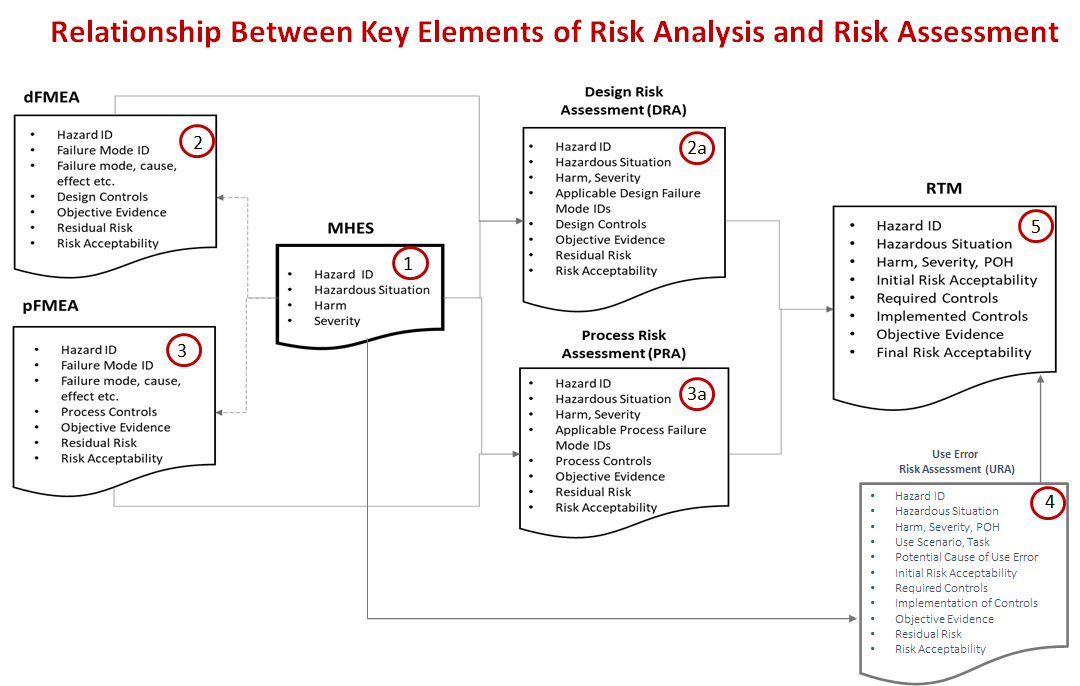 Relationship Between Key Elements of Risk Analysis and Risk Assessment
dFMEA
2
• Hazard ID
• Failure Mode ID
• Failure mode, cause,
effect etc.
• Design Controls
• Objective Evidence
• Residual Risk
• Risk Acceptability
pFMEA
3
• Hazard ID
• Failure Mode ID
• Failure mode, cause,
effect etc.
• Process Controls
• Objective Evidence
• Residual Risk
• Risk Acceptability
MHES
1
• Hazard ID
• Hazardous Situation
• Harm
• Severity
Design Risk
Assessment (DRA)
2a
• Hazard ID
• Hazardous Situation
• Harm, Severity
• Applicable Design Failure
Mode IDs
• Design Controls
• Objective Evidence
• Residual Risk
• Risk Acceptability
Process Risk
Assessment (PRA)
3a
• Hazard ID
• Hazardous Situation
• Harm, Severity
• Applicable Process Failure
Mode IDs
• Process Controls
• Objective Evidence
• Residual Risk
• Risk Acceptability
RTM
5
• Hazard ID
• Hazardous Situation
• Harm, Severity, POH
• Initial Risk Acceptability
• Required Controls
• Implemented Controls
• Objective Evidence
• Final Risk Acceptability
Use Error
Risk Assessment (URA)
4
• Hazard ID
• Hazardous Situation
• Harm, Severity, POH
• Use Scenario, Task
• Potential Cause of Use Error
• Initial Risk Acceptability
• Required Controls
• Implementation of Controls
• Objective Evidence
• Residual Risk
• Risk Acceptability